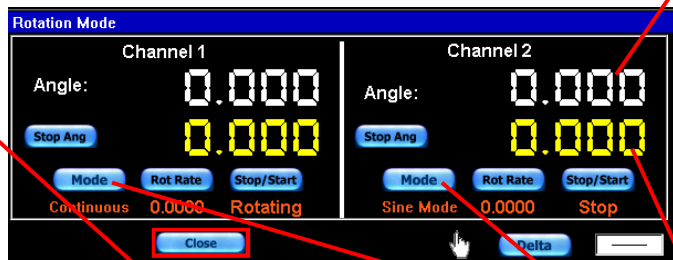 Rotation Mode
Channel 1
Angle: 0.000
Stop Ang 0.000
Mode Rot Rate Stop/Start
Continuous 0.0000 Rotating
Channel 2
Angle: 0.000
Stop Ang 0.000
Mode Rot Rate Stop/Start
Sine Mode 0.0000 Stop
Close Delta